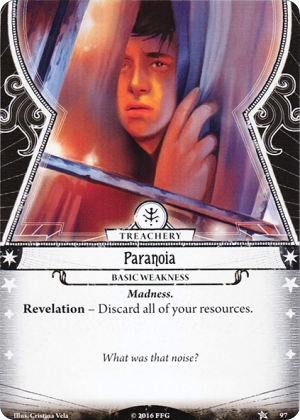 TREACHERY
Paranoia
BASIC WEAKNESS
Madness.
Revelation – Discard all of your resources.
What was that noise?
Illus. Cristina Vela
© 2016 FFG
97